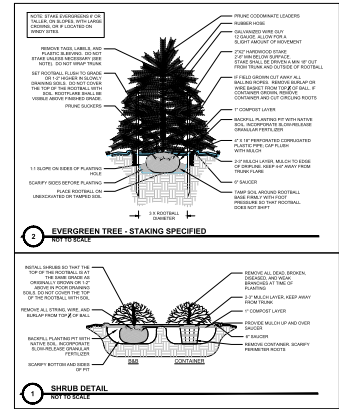 NOTE: STAKE EVERGREENS 8' OR
TALLER, ON SLOPES, WITH LARGE
CROWNS, OR IF LOCATED ON
WINDY SITES.
REMOVE TAGS, LABELS, AND
PLASTIC SLEEVING. DO NOT
STAKE UNLESS NECESSARY (SEE
NOTE). DO NOT WRAP TRUNK
SET ROOTBALL FLUSH TO GRADE
OR 1-2" HIGHER IN SLOWLY
DRAINING SOILS. DO NOT COVER
THE TOP OF THE ROOTBALL WITH
SOIL. ROOTFLARE SHALL BE
VISIBLE ABOVE FINISHED GRADE.
PRUNE SUCKERS
1:1 SLOPE ON SIDES OF PLANTING
HOLE
SCARIFY SIDES BEFORE PLANTING
PLACE ROOTBALL ON
UNEXCAVATED OR TAMPED SOIL
PRUNE CODOMINATE LEADERS
RUBBER HOSE
GALVANIZED WIRE GUY
12 GAUGE, ALLOW FOR A
SLIGHT AMOUNT OF MOVEMENT
2"X2" HARDWOOD STAKE
2'-6" MIN BELOW SURFACE.
STAKE SHALL BE DRIVEN A MIN 18" OUT
FROM TRUNK AND OUTSIDE OF ROOTBALL
IF FIELD GROWN CUT AWAY ALL
BALING ROPES. REMOVE BURLAP OR
WIRE BASKET FROM TOP ⅔ OF BALL. IF
CONTAINER GROWN, REMOVE
CONTAINER AND CUT CIRCLING ROOTS
1" COMPOST LAYER
BACKFILL PLANTING PIT WITH NATIVE
SOIL. INCORPORATE SLOW-RELEASE
GRANULAR FERTILIZER
4" X 18" PERFORATED CORRUGATED
PLASTIC PIPE; CAP FLUSH
WITH MULCH
2-3" MULCH LAYER, MULCH TO EDGE
OF DRIPLINE. KEEP 4-6" AWAY FROM
TRUNK FLARE
6" SAUCER
TAMP SOIL AROUND ROOTBALL
BASE FIRMLY WITH FOOT
PRESSURE SO THAT ROOTBALL
DOES NOT SHIFT
3 X ROOTBALL
DIAMETER
2
EVERGREEN TREE - STAKING SPECIFIED
NOT TO SCALE
INSTALL SHRUBS SO THAT THE
TOP OF THE ROOTBALL IS AT
THE SAME GRADE AS
ORIGINALLY GROWN OR 1-2"
ABOVE IN POOR DRAINING
SOILS. DO NOT COVER THE TOP
OF THE ROOTBALL WITH SOIL.
REMOVE ALL STRING, WIRE, AND
BURLAP FROM TOP ⅔ OF BALL
BACKFILL PLANTING PIT WITH
NATIVE SOIL. INCORPORATE
SLOW-RELEASE GRANULAR
FERTILIZER
SCARIFY BOTTOM AND SIDES
OF PIT
REMOVE ALL DEAD, BROKEN,
DISEASED, AND WEAK
BRANCHES AT TIME OF
PLANTING
2-3" MULCH LAYER, KEEP AWAY
FROM TRUNK
1" COMPOST LAYER
PROVIDE MULCH UP AND OVER
SAUCER
6" SAUCER
REMOVE CONTAINER. SCARIFY
PERIMETER ROOTS
B&B
CONTAINER
1
SHRUB DETAIL
NOT TO SCALE